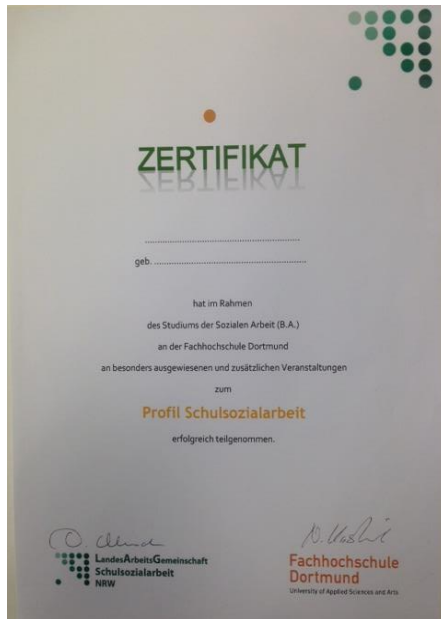 ZERTIFIKAT
................................................
geb. ................................................
hat im Rahmen
des Studiums der Sozialen Arbeit (B.A.)
an der Fachhochschule Dortmund
an besonders ausgewiesenen und zusätzlichen Veranstaltungen
zum
Profil Schulsozialarbeit
erfolgreich teilgenommen.
LandesArbeitsGemeinschaft
Schulsozialarbeit
NRW
Fachhochschule
Dortmund
University of Applied Sciences and Arts